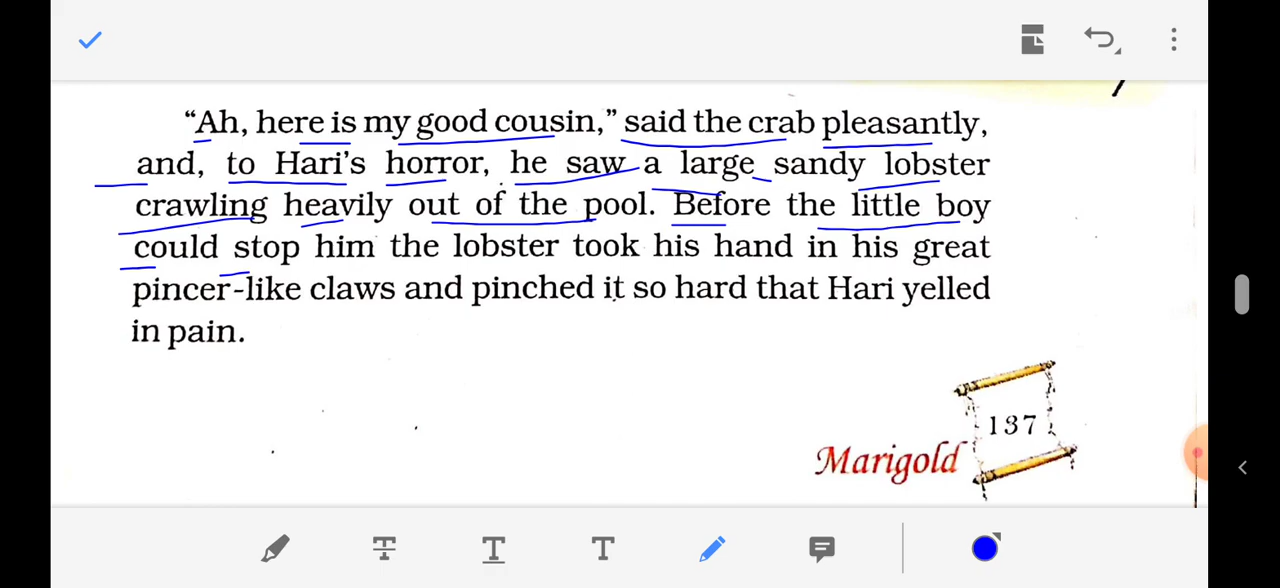 “Ah, here is my good cousin,” said the crab pleasantly,
and, to Hari’s horror, he saw a large sandy lobster
crawling heavily out of the pool. Before the little boy
could stop him the lobster took his hand in his great
pincer-like claws and pinched it so hard that Hari yelled
in pain.
137
Marigold